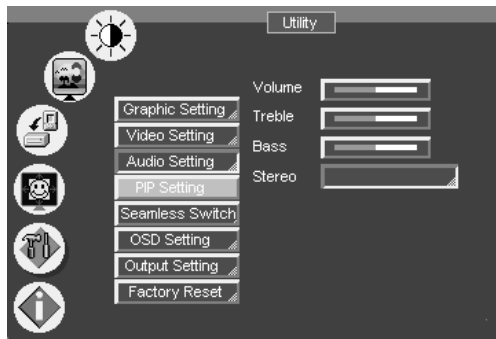 Utility
Graphic Setting
Video Setting
Audio Setting
PIP Setting
Seamless Switch
OSD Setting
Output Setting
Factory Reset
Volume
Treble
Bass
Stereo